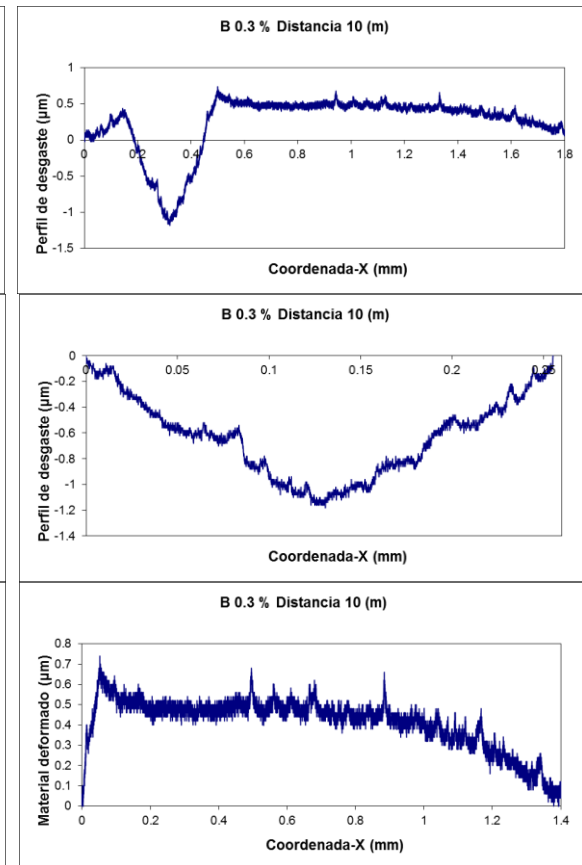 B 0.3 % Distancia 10 (m)
Perfil de desgaste (µm)
1
0.5
0
-0.5
-1
-1.5
0 0.2 0.4 0.6 0.8 1 1.2 1.4 1.6 1.8
Coordenada-X (mm)
B 0.3 % Distancia 10 (m)
Perfil de desgaste (µm)
0
-0.2
-0.4
-0.6
-0.8
-1
-1.2
-1.4
0 0.05 0.1 0.15 0.2 0.25
Coordenada-X (mm)
B 0.3 % Distancia 10 (m)
Material deformado (µm)
0.8
0.7
0.6
0.5
0.4
0.3
0.2
0.1
0
0 0.2 0.4 0.6 0.8 1 1.2 1.4
Coordenada-X (mm)